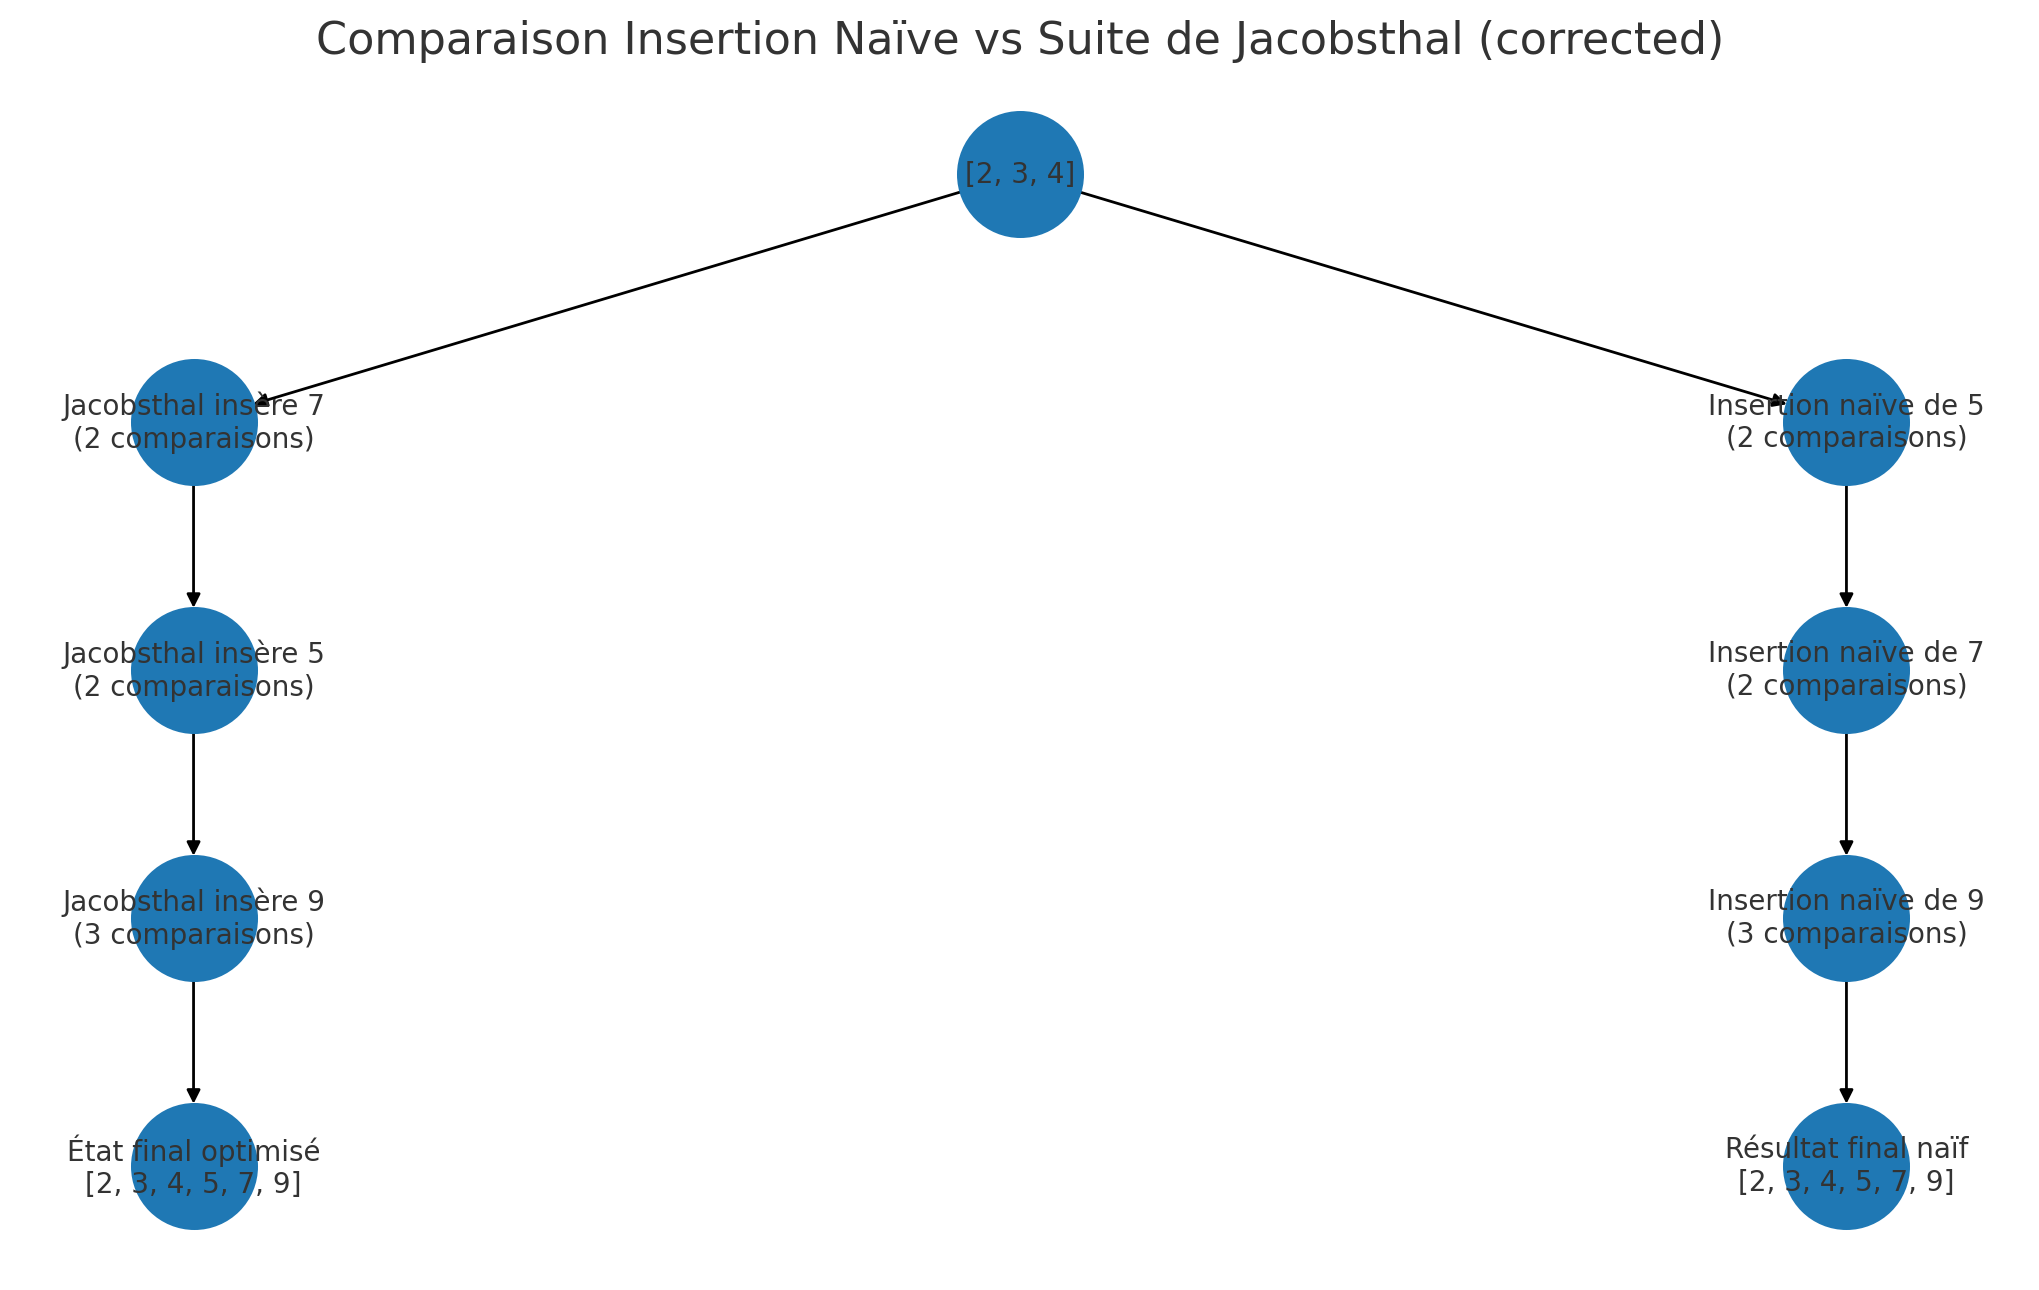 Comparaison Insertion Naïve vs Suite de Jacobsthal (corrected)
[2, 3, 4]
Jacobsthal insère 7
(2 comparaisons)
Insertion naïve de 5
(2 comparaisons)
Jacobsthal insère 5
(2 comparaisons)
Insertion naïve de 7
(2 comparaisons)
Jacobsthal insère 9
(3 comparaisons)
Insertion naïve de 9
(3 comparaisons)
État final optimisé
[2, 3, 4, 5, 7, 9]
Résultat final naïf
[2, 3, 4, 5, 7, 9]